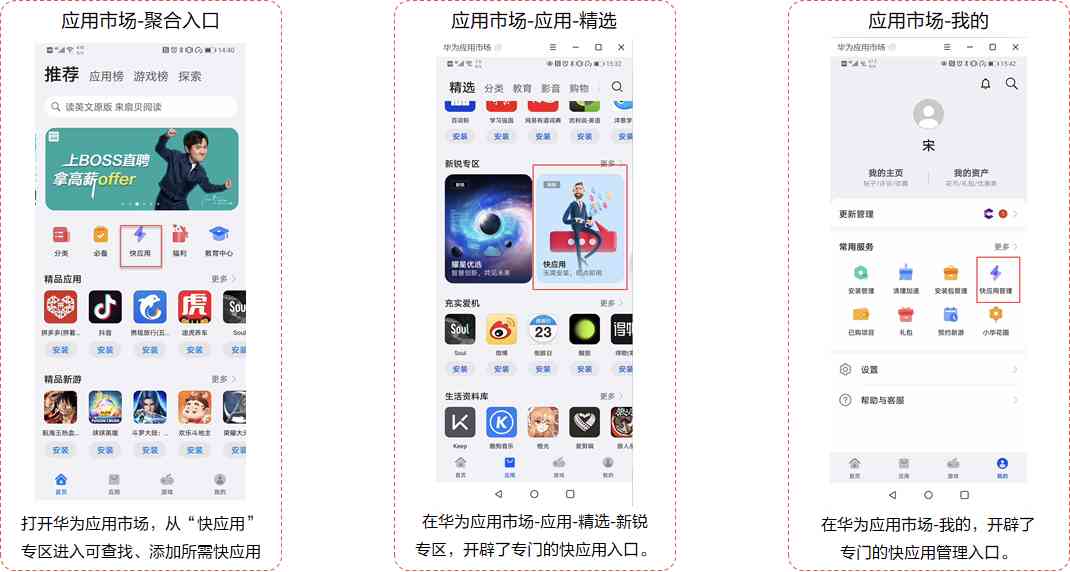 应用市场-聚合入口
14:40
推荐 应用榜 游戏榜 探索
读英文原版 来扇贝阅读
上BOSS直聘
拿高薪offer
分类 必备 快应用 福利 教育中心
精品应用 更多
拼多多(拼着... 抖音 携程旅行(五... 途虎养车 Sou
安装 安装 安装 安装 安装
精品新游 更多
航海王热血... 球球英雄 斗罗大陆：... 欢乐斗地主 荣耀大天
安装 安装 安装 安装 安装
首页 应用 游戏 我的
打开华为应用市场，从“快应用”
专区进入可查找、添加所需快应用
应用市场-应用-精选
华为应用市场
15:32
精选 分类 教育 影音 购物
百词斩 学习强国 网易有道词典 流利说-英语 洋葱学
安装 安装 安装 安装 安装
新锐专区 更多
新锐
耀星优选
智慧创新，共见未来
快应用
无需安装，即点即用
充实爱机 更多
Soul 微博 倒数日 醒图 得物(
安装 安装 安装 安装 安装
生活资料库 更多
Keep 酷狗音乐 橙光 爱剪辑 旅人
首页 应用 游戏 我的
在华为应用市场-应用-精选-新锐
专区，开辟了专门的快应用入口。
应用市场-我的
华为应用市场
15:42
宋
我的主页 我的资产
帖子/评论/收藏 花币/礼包/优惠券
更新管理
常用服务 更多
安装管理 清理加速 安装包管理 快应用管理
已购项目 礼包 预约新游 小华花圈
设置
帮助与客服
首页 应用 游戏 我的
在华为应用市场-我的，开辟了
专门的快应用管理入口。